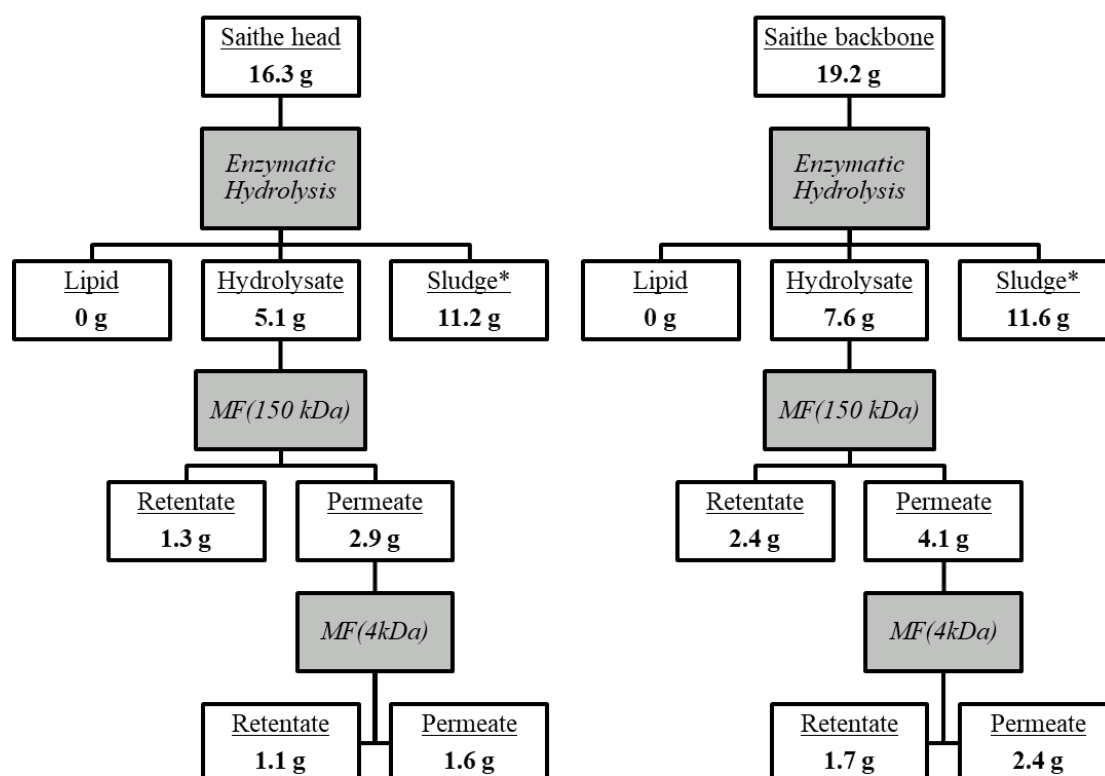 Saithe head
16.3 g
Enzymatic
Hydrolysis
Lipid
0 g
Hydrolysate
5.1 g
Sludge*
11.2 g
MF(150 kDa)
Retentate
1.3 g
Permeate
2.9 g
MF(4kDa)
Retentate
1.1 g
Permeate
1.6 g
Saithe backbone
19.2 g
Enzymatic
Hydrolysis
Lipid
0 g
Hydrolysate
7.6 g
Sludge*
11.6 g
MF(150 kDa)
Retentate
2.4 g
Permeate
4.1 g
MF(4kDa)
Retentate
1.7 g
Permeate
2.4 g